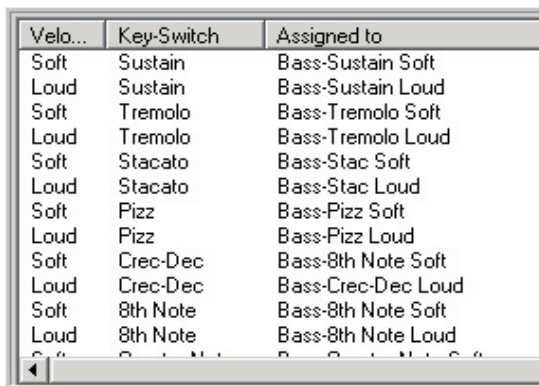 Velo... Key-Switch Assigned to
Soft Sustain Bass-Sustain Soft
Loud Sustain Bass-Sustain Loud
Soft Tremolo Bass-Tremolo Soft
Loud Tremolo Bass-Tremolo Loud
Soft Stacato Bass-Stac Soft
Loud Stacato Bass-Stac Loud
Soft Pizz Bass-Pizz Soft
Loud Pizz Bass-Pizz Loud
Soft Crec-Dec Bass-8th Note Soft
Loud Crec-Dec Bass-Crec-Dec Loud
Soft 8th Note Bass-8th Note Soft
Loud 8th Note Bass-8th Note Loud